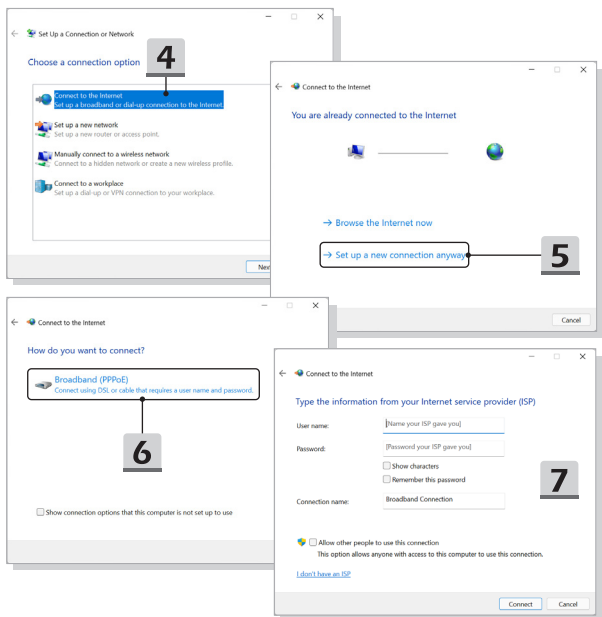 Set Up a Connection or Network
Choose a connection option
4
Connect to the Internet
Set up a broadband or dial-up connection to the Internet.
Set up a new network
Set up a new router or access point.
Manually connect to a wireless network
Connect to a hidden network or create a new wireless profile.
Connect to a workplace
Set up a dial-up or VPN connection to your workplace.
Connect to the Internet
You are already connected to the Internet
→ Browse the Internet now
→ Set up a new connection anyway
5
Cancel
Connect to the Internet
How do you want to connect?
Broadband (PPPoE)
Connect using DSL or cable that requires a user name and password.
6
Show connection options that this computer is not set up to use
Connect to the Internet
Type the information from your Internet service provider (ISP)
User name:
[Name your ISP gave you]
Password:
[Password your ISP gave you]
Show characters
Remember this password
7
Connection name:
Broadband Connection
Allow other people to use this connection
This option allows anyone with access to this computer to use this connection.
I don't have an ISP
Connect
Cancel